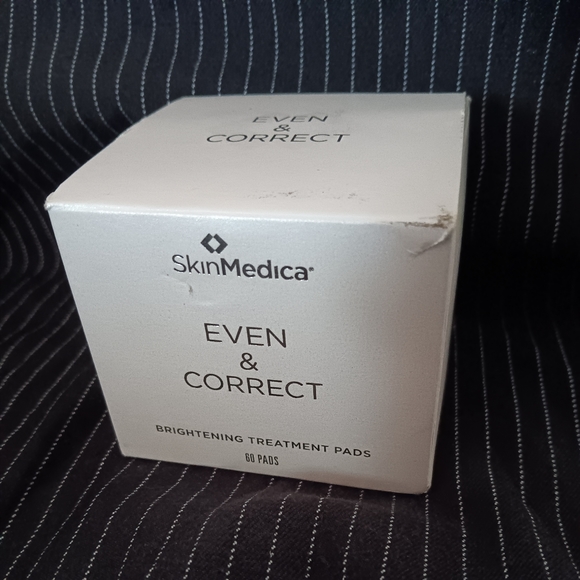 EVEN
&
CORRECT
SkinMedica®
EVEN
&
CORRECT
BRIGHTENING TREATMENT PADS
60 PADS